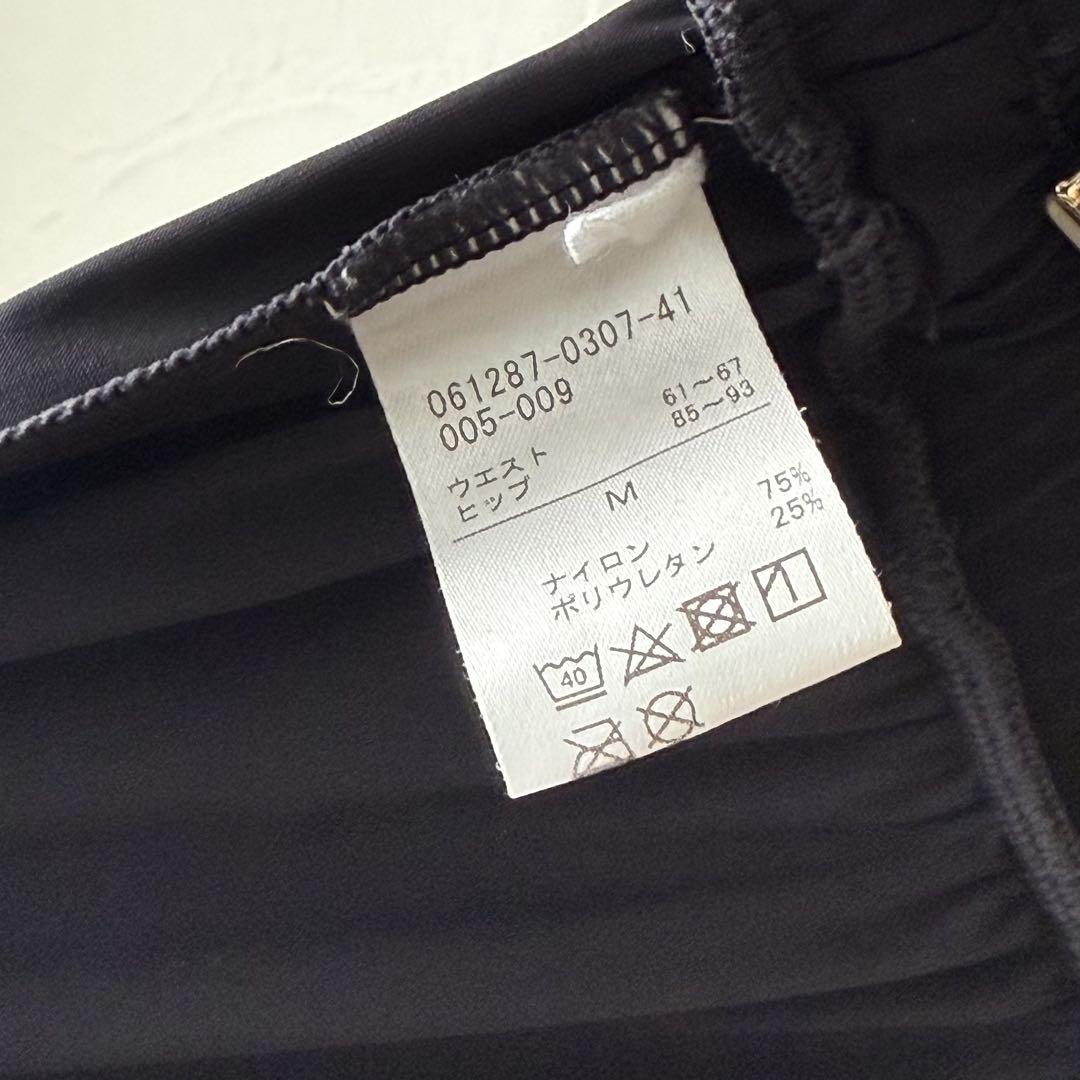 061287-0307-41
005-009
ウエスト 61～67
ヒップ 85～93
M
ナイロン 75%
ポリウレタン 25%
40